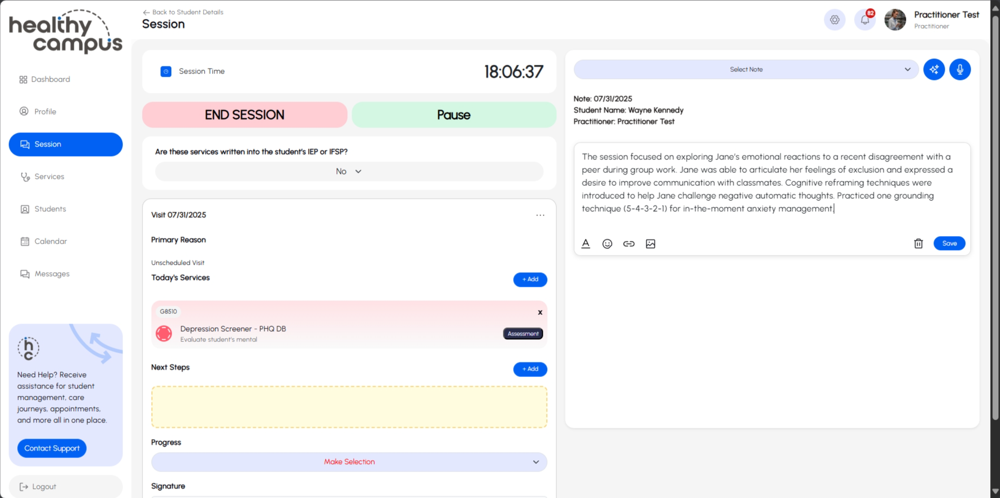 healthy
campus
Dashboard
Profile
Session
Services
Students
Calendar
Messages
hc
Need Help? Receive
assistance for student
management, care
journeys, appointments,
and more all in one place.
Contact Support
Logout
Back to Student Details
Session
82
Practitioner Test
Practitioner
Session Time
18:06:37
END SESSION
Pause
Are these services written into the student's IEP or IFSP?
No
Visit 07/31/2025
...
Primary Reason
Unscheduled Visit
Today's Services
+ Add
G8510
x
Depression Screener - PHQ DB
Evaluate student's mental
Assessment
Next Steps
+ Add
Progress
Make Selection
Signature
Select Note
Note: 07/31/2025
Student Name: Wayne Kennedy
Practitioner: Practitioner Test
The session focused on exploring Jane's emotional reactions to a recent disagreement with a
peer during group work. Jane was able to articulate her feelings of exclusion and expressed a
desire to improve communication with classmates. Cognitive reframing techniques were
introduced to help Jane challenge negative automatic thoughts. Practiced one grounding
technique (5-4-3-2-1) for in-the-moment anxiety management.
A
Save